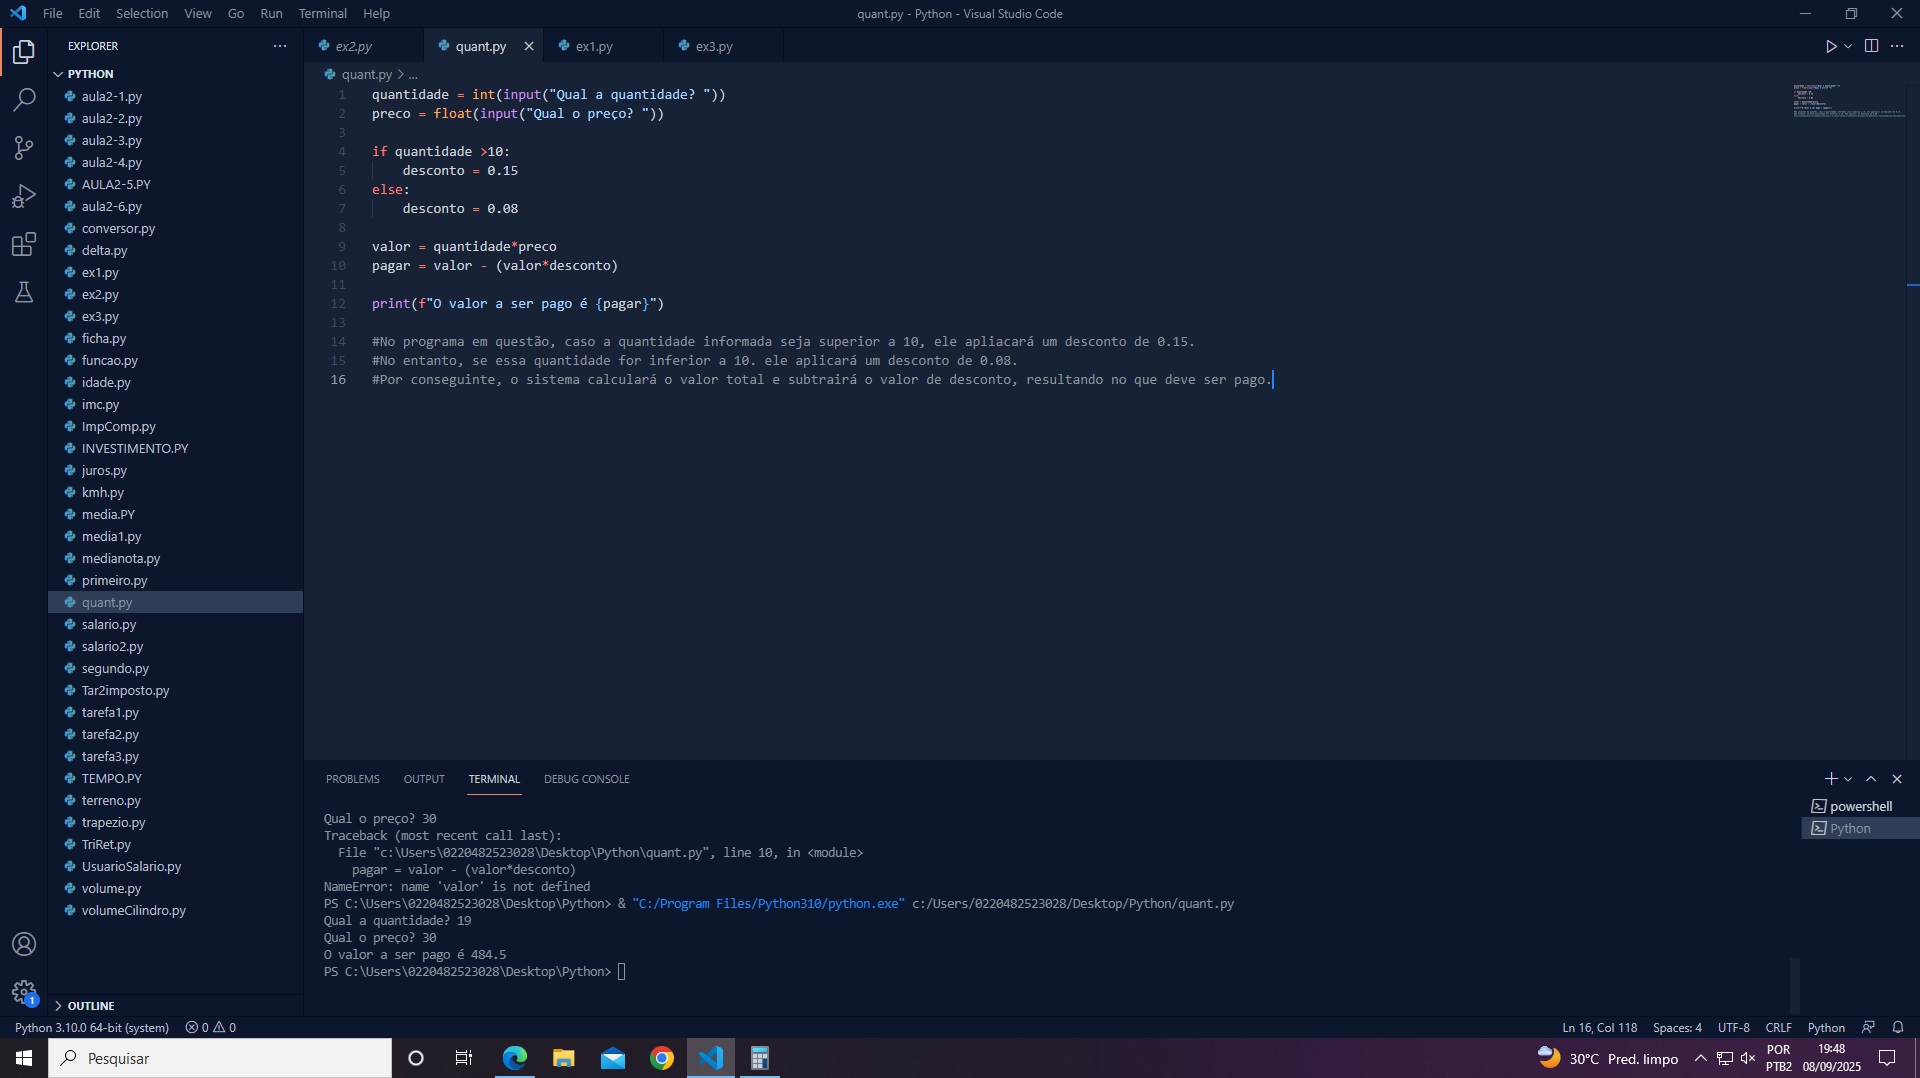 File Edit Selection View Go Run Terminal Help
quant.py - Python - Visual Studio Code
EXPLORER
PYTHON
aula2-1.py
aula2-2.py
aula2-3.py
aula2-4.py
AULA2-5.PY
aula2-6.py
conversor.py
delta.py
ex1.py
ex2.py
ex3.py
ficha.py
funcao.py
idade.py
imc.py
ImpComp.py
INVESTIMENTO.PY
juros.py
kmh.py
media.PY
media1.py
medianota.py
primeiro.py
quant.py
salario.py
salario2.py
segundo.py
Tar2imposto.py
tarefa1.py
tarefa2.py
tarefa3.py
TEMPO.PY
terreno.py
trapezio.py
TriRet.py
UsuarioSalario.py
volume.py
volumeCilindro.py
OUTLINE
ex2.py quant.py ex1.py ex3.py
quant.py > ...
1 quantidade = int(input("Qual a quantidade? "))
2 preco = float(input("Qual o preço? "))
3
4 if quantidade >10:
5 desconto = 0.15
6 else:
7 desconto = 0.08
8
9 valor = quantidade*preco
10 pagar = valor - (valor*desconto)
11
12 print(f"O valor a ser pago é {pagar}")
13
14 #No programa em questão, caso a quantidade informada seja superior a 10, ele apliacará um desconto de 0.15.
15 #No entanto, se essa quantidade for inferior a 10. ele aplicará um desconto de 0.08.
16 #Por conseguinte, o sistema calculará o valor total e subtrairá o valor de desconto, resultando no que deve ser pago.
PROBLEMS OUTPUT TERMINAL DEBUG CONSOLE
powershell
Python
Qual o preço? 30
Traceback (most recent call last):
File "c:\Users\0220482523028\Desktop\Python\quant.py", line 10, in <module>
pagar = valor - (valor*desconto)
NameError: name 'valor' is not defined
PS C:\Users\0220482523028\Desktop\Python> & "C:/Program Files/Python310/python.exe" c:/Users/0220482523028/Desktop/Python/quant.py
Qual a quantidade? 19
Qual o preço? 30
O valor a ser pago é 484.5
PS C:\Users\0220482523028\Desktop\Python>
1
Python 3.10.0 64-bit (system) 0 0
Ln 16, Col 118 Spaces: 4 UTF-8 CRLF Python
Pesquisar
30°C Pred. limpo
POR
PTB2
19:48
08/09/2025